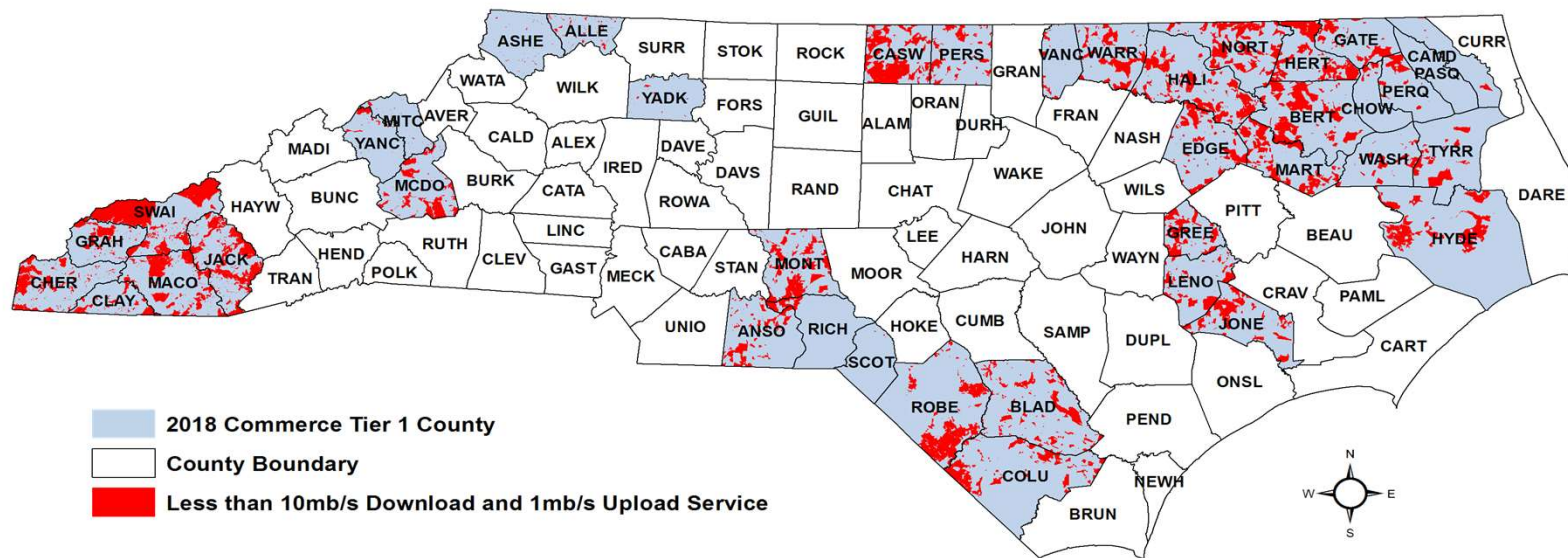 ASHE
ALLE
SURR
STOK
ROCK
CASW
PERS
GRAN
VANC
WARR
NORT
HERT
GATE
CAMD
CURR
PASQ
PERQ
CHOW
WATA
WILK
YADK
FORS
GUIL
ALAM
ORAN
DURH
FRAN
HALI
BERT
MITC
AVER
YANC
MADI
CALD
ALEX
IRED
DAVE
DAVS
NASH
EDGE
MART
WASH
TYRR
DARE
MCDO
BURK
CATA
ROWA
RAND
CHAT
WAKE
WILS
BUNC
HAYW
SWAI
GRAH
JACK
CHER
CLAY
MACO
TRAN
HEND
POLK
RUTH
CLEV
LINC
GAST
MECK
CABA
STAN
MONT
MOOR
LEE
HARN
JOHN
WAYN
GREE
PITT
BEAU
HYDE
LENO
CRAV
PAML
JONE
CART
UNIO
ANSO
RICH
SCOT
HOKE
CUMB
SAMP
DUPL
ONSL
ROBE
BLAD
PEND
COLU
NEWH
BRUN
2018 Commerce Tier 1 County
County Boundary
Less than 10mb/s Download and 1mb/s Upload Service
N
W
E
S